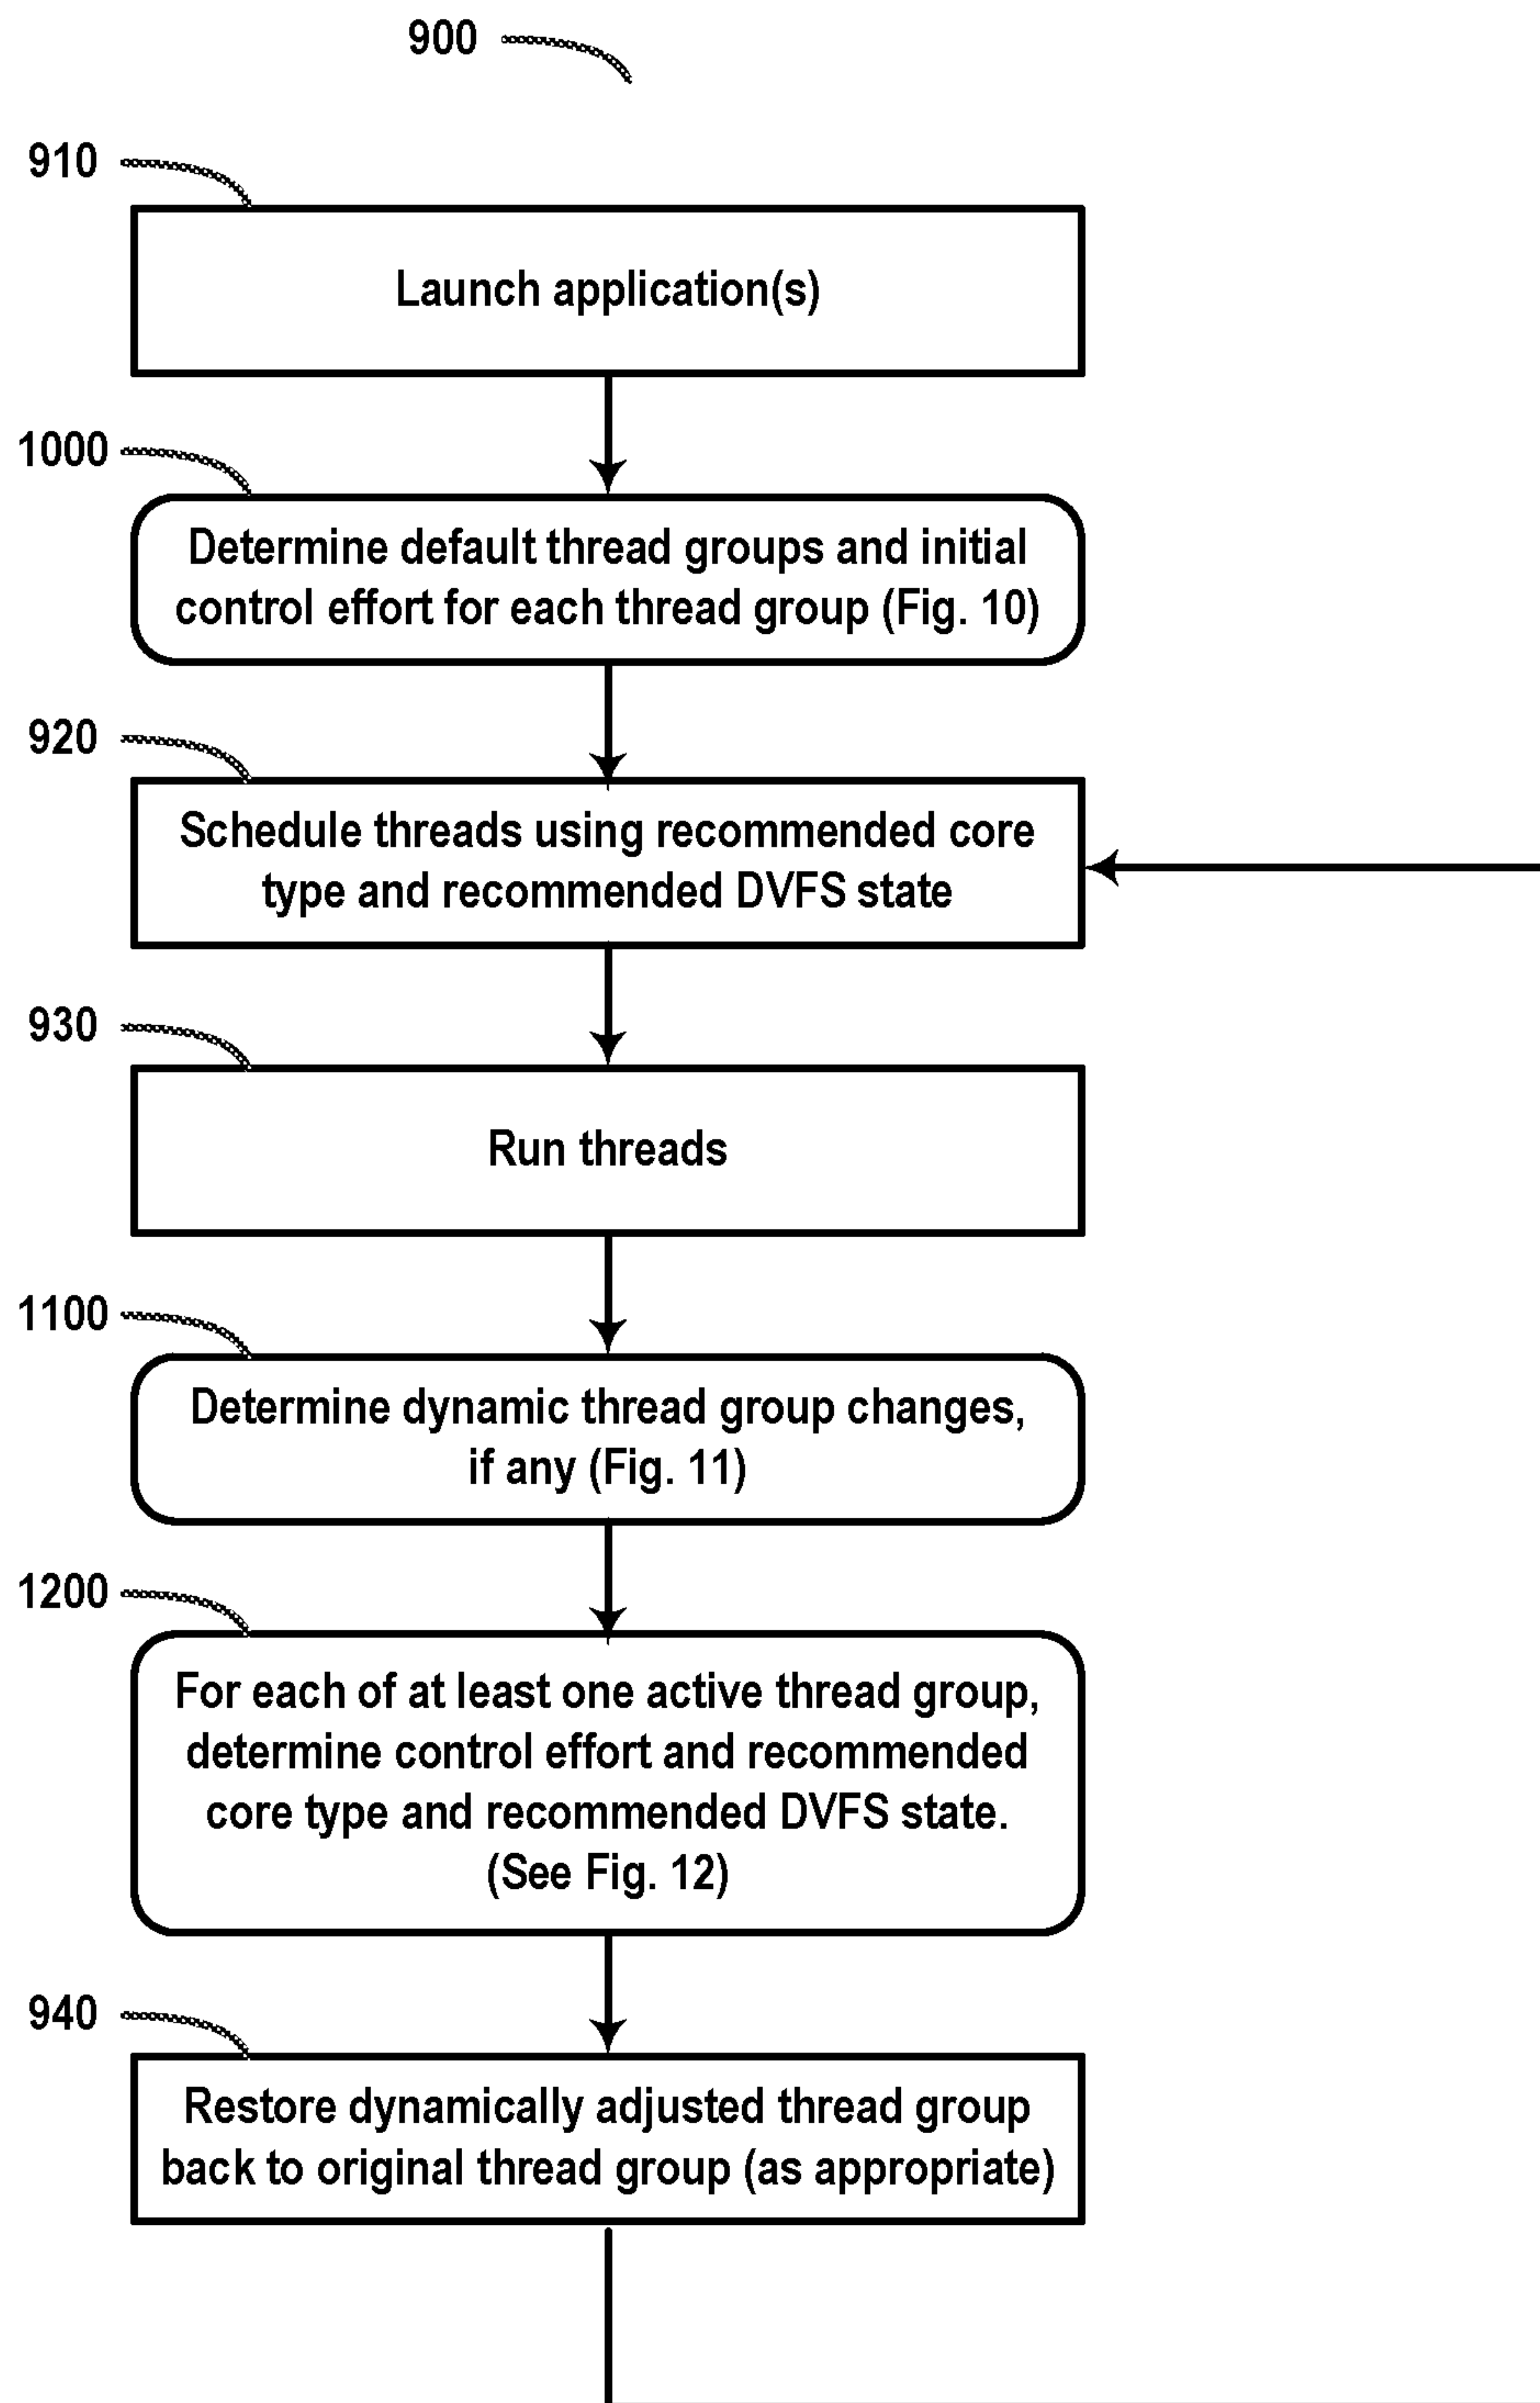 900
910
Launch application(s)
1000
Determine default thread groups and initial
control effort for each thread group (Fig. 10)
920
Schedule threads using recommended core
type and recommended DVFS state
930
Run threads
1100
Determine dynamic thread group changes,
if any (Fig. 11)
1200
For each of at least one active thread group,
determine control effort and recommended
core type and recommended DVFS state.
(See Fig. 12)
940
Restore dynamically adjusted thread group
back to original thread group (as appropriate)